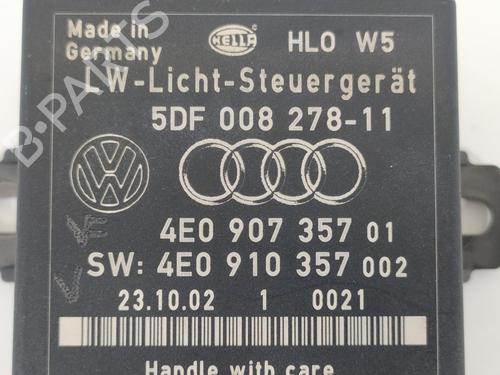 Made in
Germany
HELLA
HLO W5
LW-Licht-Steuergerät
5DF 008 278-11
4E0 907 357 01
SW: 4E0 910 357 002
23.10.02 1 0021
Handle with care
B-PARTS